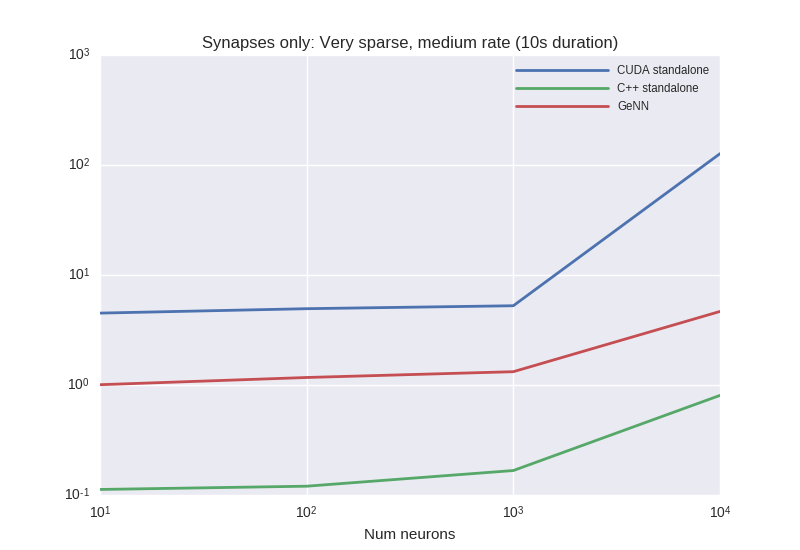 Synapses only: Very sparse, medium rate (10s duration)
10³
CUDA standalone
C++ standalone
GeNN
10²
10¹
10⁰
10⁻¹
10¹ 10² 10³ 10⁴
Num neurons